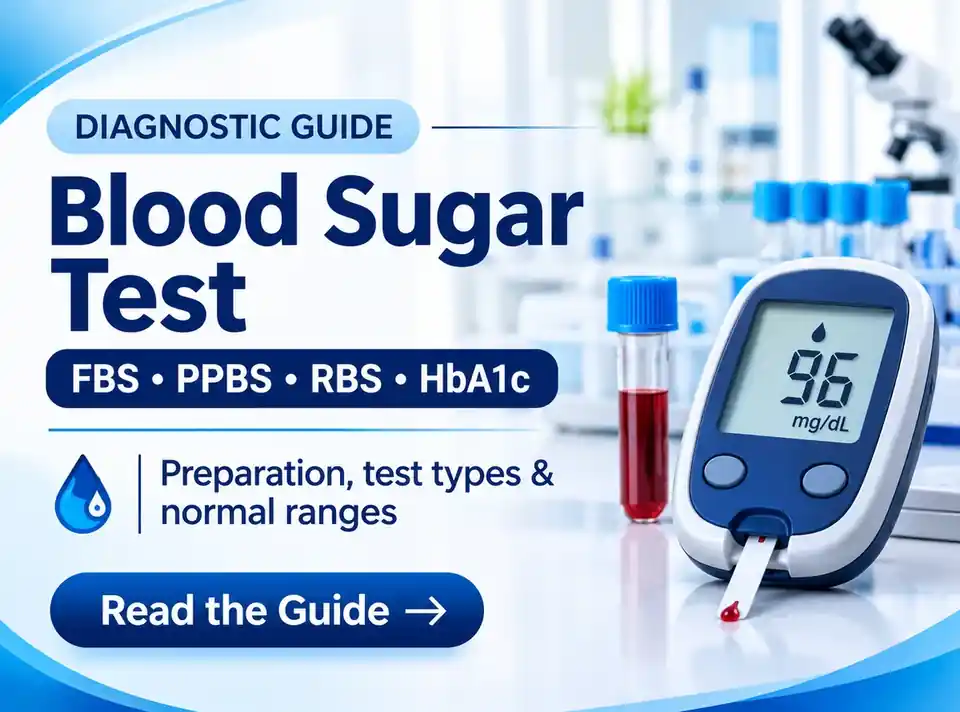 DIAGNOSTIC GUIDE
Blood Sugar
Test
FBS • PPBS • RBS • HbA1c
Preparation, test types &
normal ranges
Read the Guide →
96
mg/dL